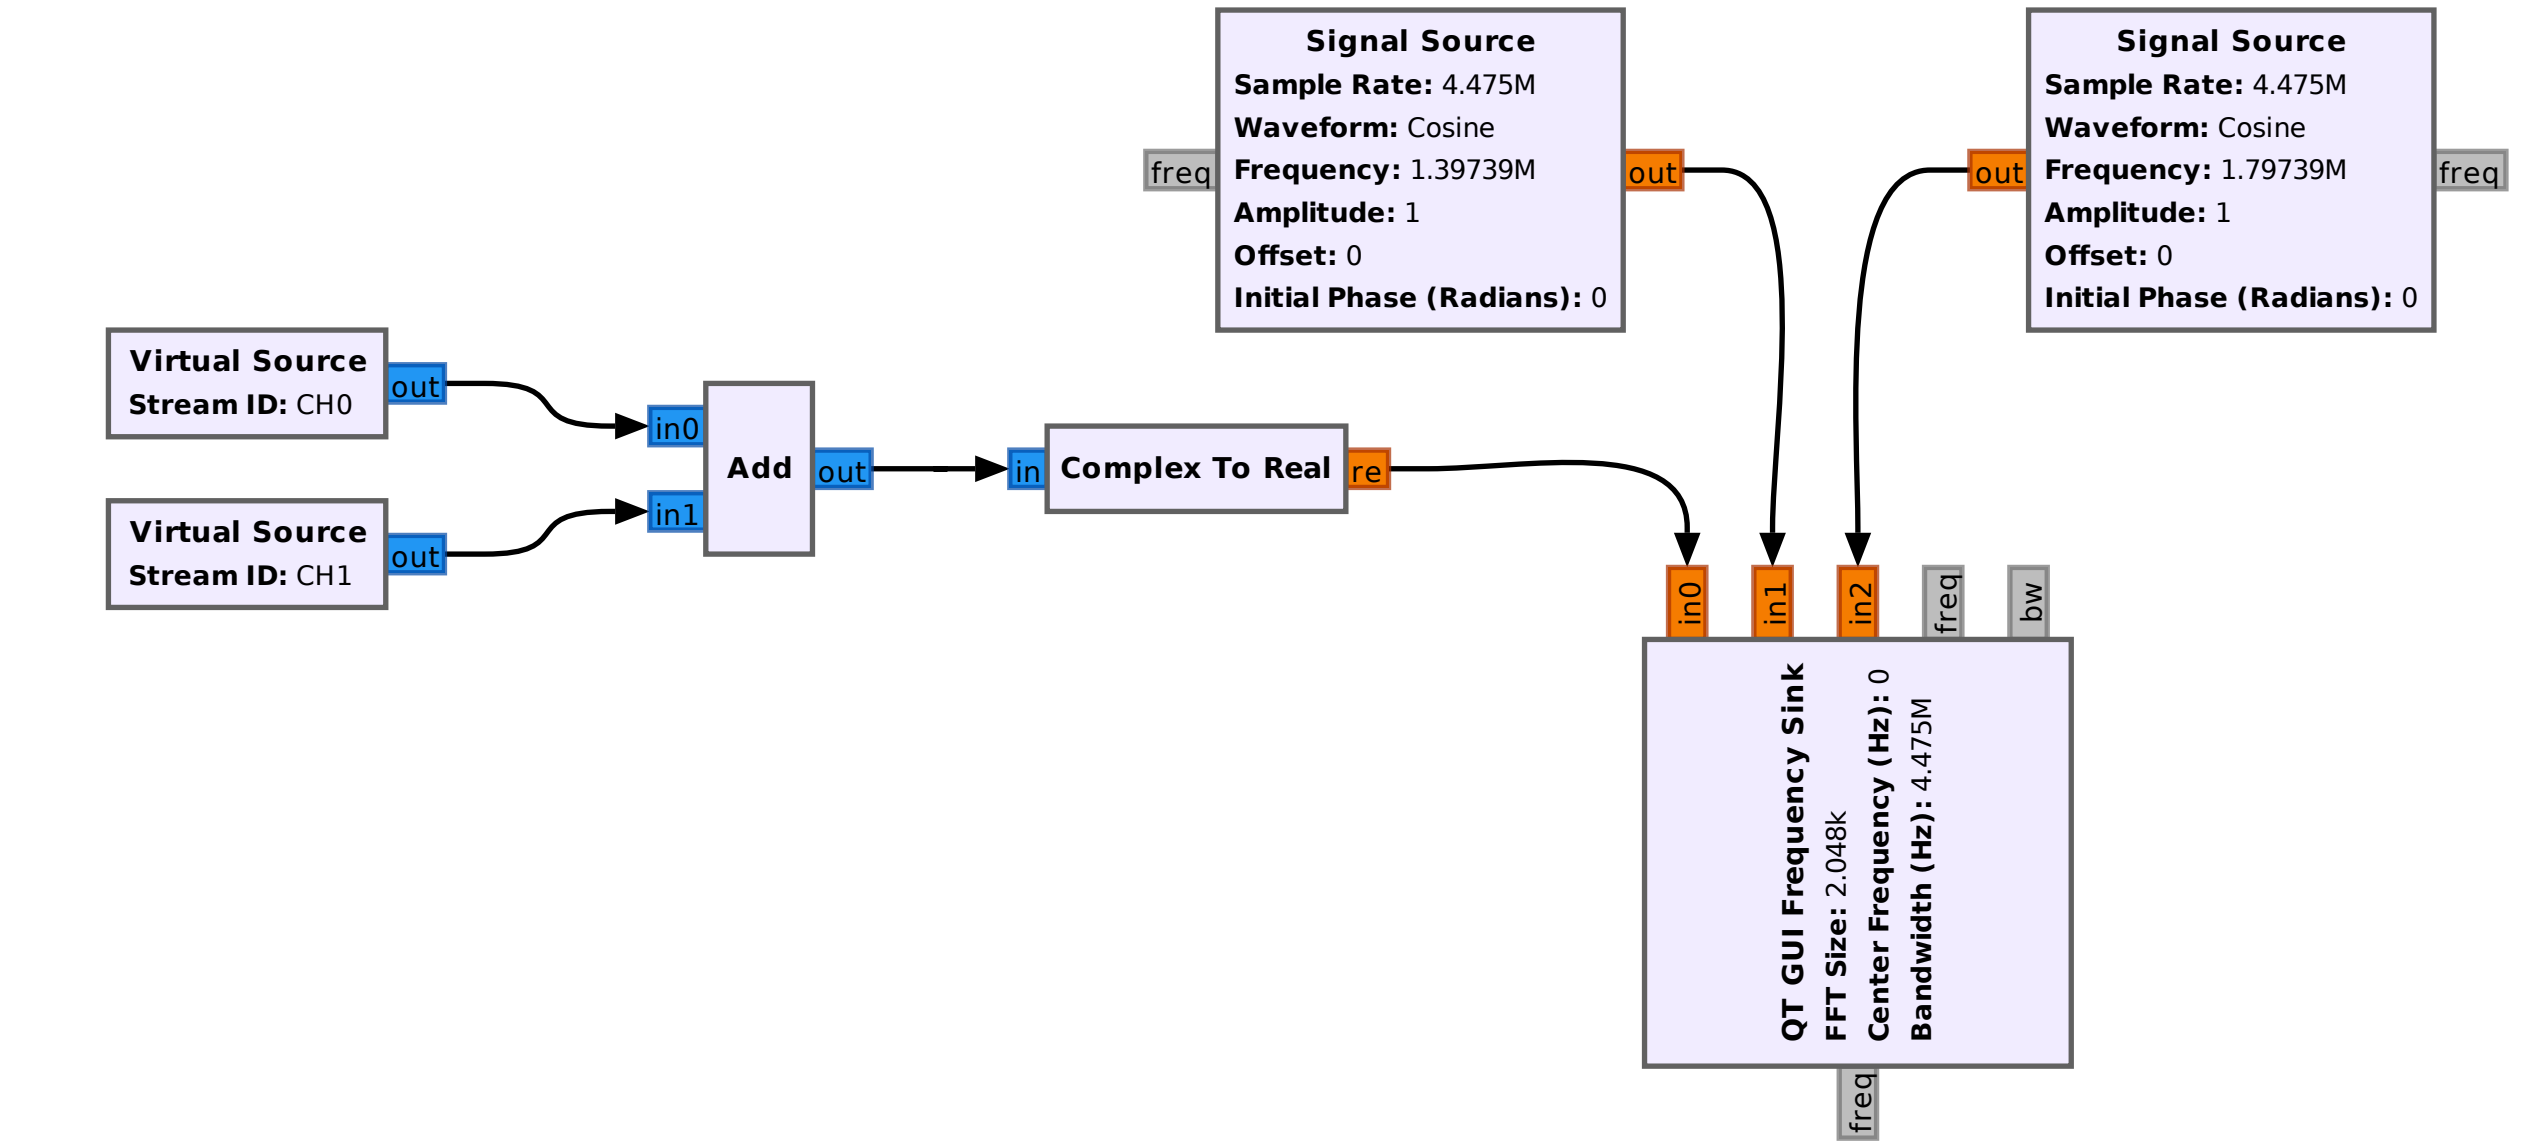 Signal Source
Sample Rate: 4.475M
Waveform: Cosine
freq
Frequency: 1.39739M
out
Amplitude: 1
Offset: 0
Initial Phase (Radians): 0
Signal Source
Sample Rate: 4.475M
Waveform: Cosine
out
Frequency: 1.79739M
freq
Amplitude: 1
Offset: 0
Initial Phase (Radians): 0
Virtual Source
Stream ID: CH0
out
Virtual Source
Stream ID: CH1
out
in0
in1
Add
out
in
Complex To Real
re
in0
in1
in2
freq
bw
QT GUI Frequency Sink
FFT Size: 2.048k
Center Frequency (Hz): 0
Bandwidth (Hz): 4.475M
freq